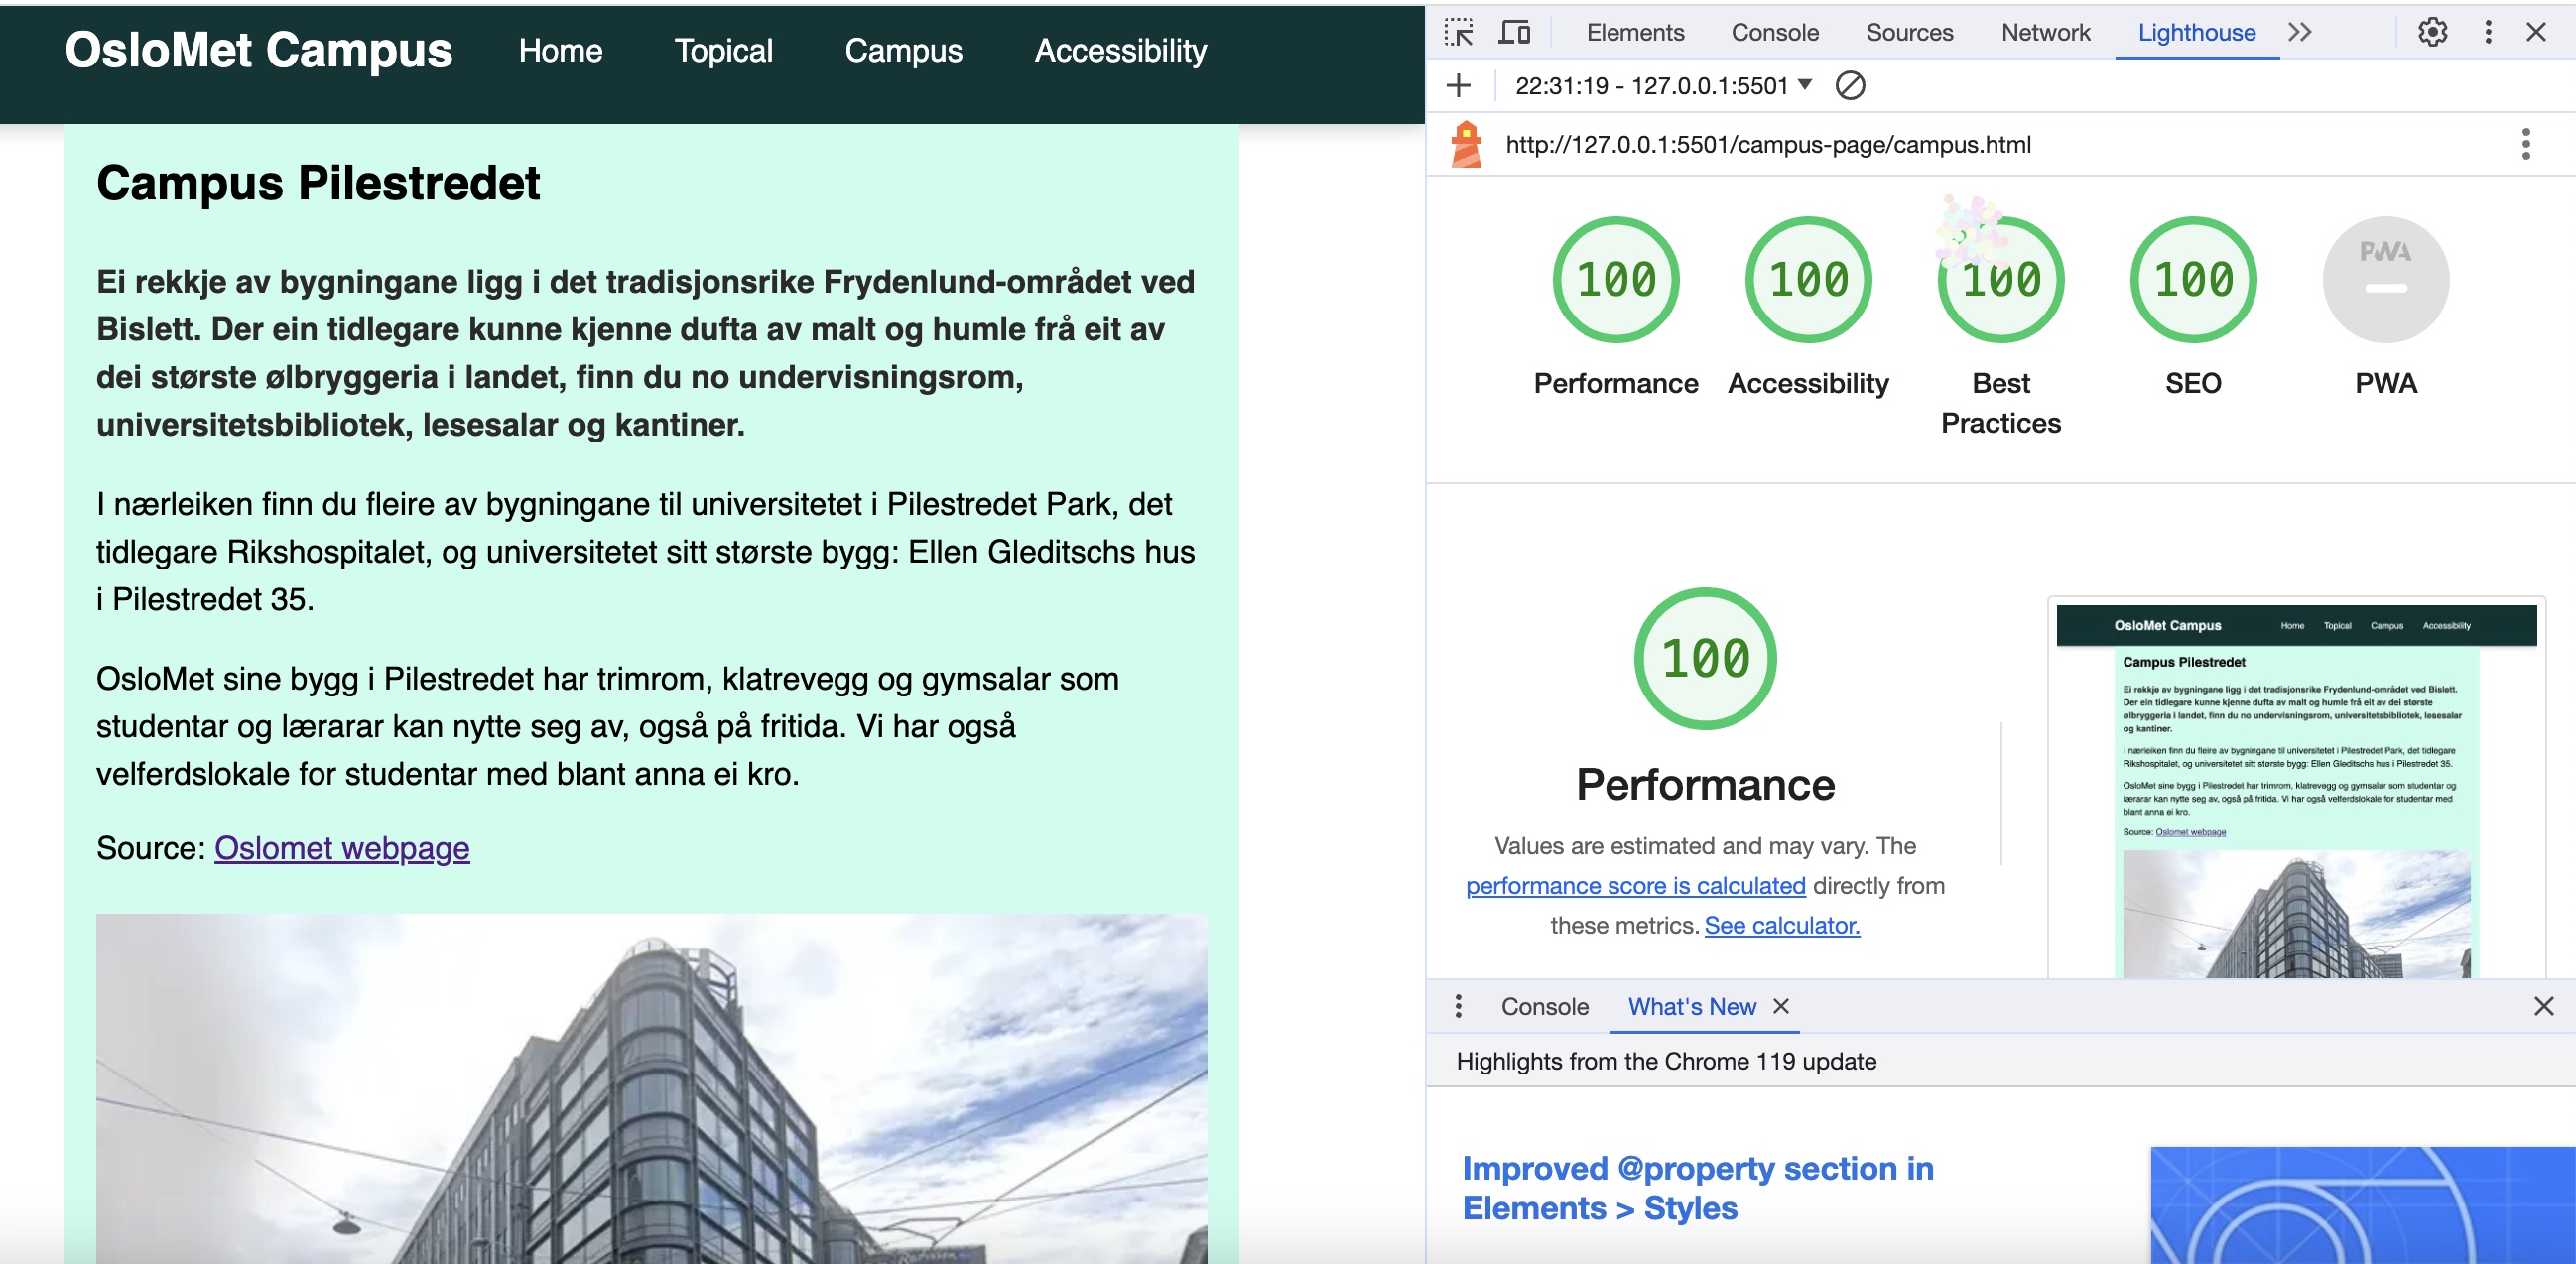 OsloMet Campus Home Topical Campus Accessibility
Campus Pilestredet
Ei rekkje av bygningane ligg i det tradisjonsrike Frydenlund-området ved
Bislett. Der ein tidlegare kunne kjenne dufta av malt og humle frå eit av
dei største ølbryggeria i landet, finn du no undervisningsrom,
universitetsbibliotek, lesesalar og kantiner.
I nærleiken finn du fleire av bygningane til universitetet i Pilestredet Park, det
tidlegare Rikshospitalet, og universitetet sitt største bygg: Ellen Gleditschs hus
i Pilestredet 35.
OsloMet sine bygg i Pilestredet har trimrom, klatrevegg og gymsalar som
studentar og lærarar kan nytte seg av, også på fritida. Vi har også
velferdslokale for studentar med blant anna ei kro.
Source: Oslomet webpage
Elements Console Sources Network Lighthouse
22:31:19 - 127.0.0.1:5501
http://127.0.0.1:5501/campus-page/campus.html
100 100 100 100 PWA
Performance Accessibility Best SEO PWA
Practices
100
Performance
Values are estimated and may vary. The
performance score is calculated directly from
these metrics. See calculator.
OsloMet Campus Home Topical Campus Accessibility
Campus Pilestredet
Ei rekkje av bygningane ligg i det tradisjonsrike Frydenlund-området ved Bislett.
Der ein tidlegare kunne kjenne dufta av malt og humle frå eit av dei største
ølbryggeria i landet, finn du no undervisningsrom, universitetsbibliotek, lesesalar
og kantiner.
I nærleiken finn du fleire av bygningane til universitetet i Pilestredet Park, det tidlegare
Rikshospitalet, og universitetet sitt største bygg: Ellen Gleditschs hus i Pilestredet 35.
OsloMet sine bygg i Pilestredet har trimrom, klatrevegg og gymsalar som studentar og
lærarar kan nytte seg av, også på fritida. Vi har også velferdslokale for studentar med
blant anna ei kro.
Source: Oslomet webpage
Console What's New
Highlights from the Chrome 119 update
Improved @property section in
Elements > Styles